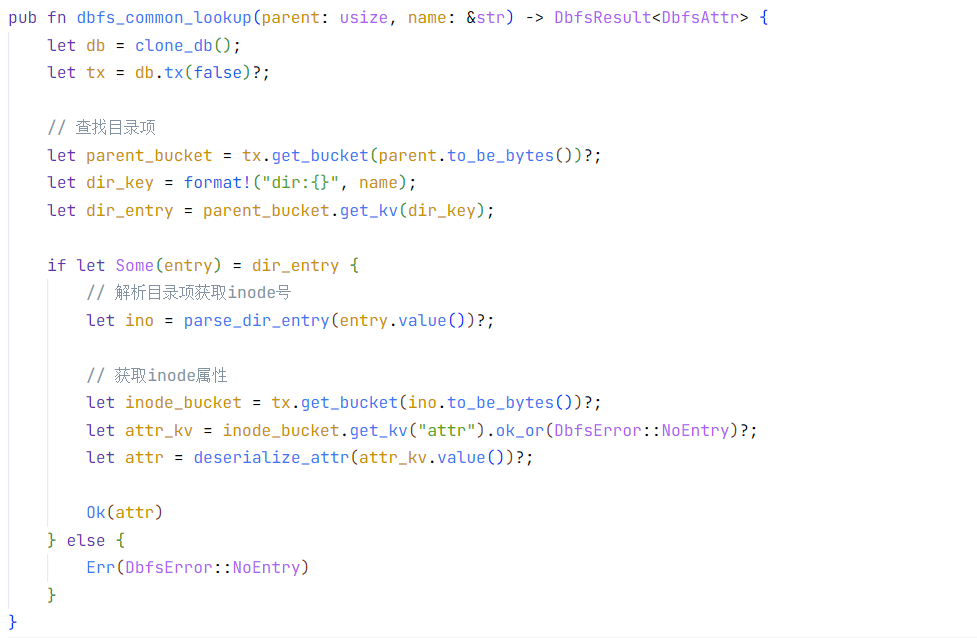 pub fn dbfs_common_lookup(parent: usize, name: &str) -> DbfsResult<DbfsAttr> {
    let db = clone_db();
    let tx = db.tx(false)?;

    // 查找目录项
    let parent_bucket = tx.get_bucket(parent.to_be_bytes())?;
    let dir_key = format!("dir:{}", name);
    let dir_entry = parent_bucket.get_kv(dir_key);

    if let Some(entry) = dir_entry {
        // 解析目录项获取inode号
        let ino = parse_dir_entry(entry.value())?;

        // 获取inode属性
        let inode_bucket = tx.get_bucket(ino.to_be_bytes())?;
        let attr_kv = inode_bucket.get_kv("attr").ok_or(DbfsError::NoEntry)?;
        let attr = deserialize_attr(attr_kv.value())?;

        Ok(attr)
    } else {
        Err(DbfsError::NoEntry)
    }
}